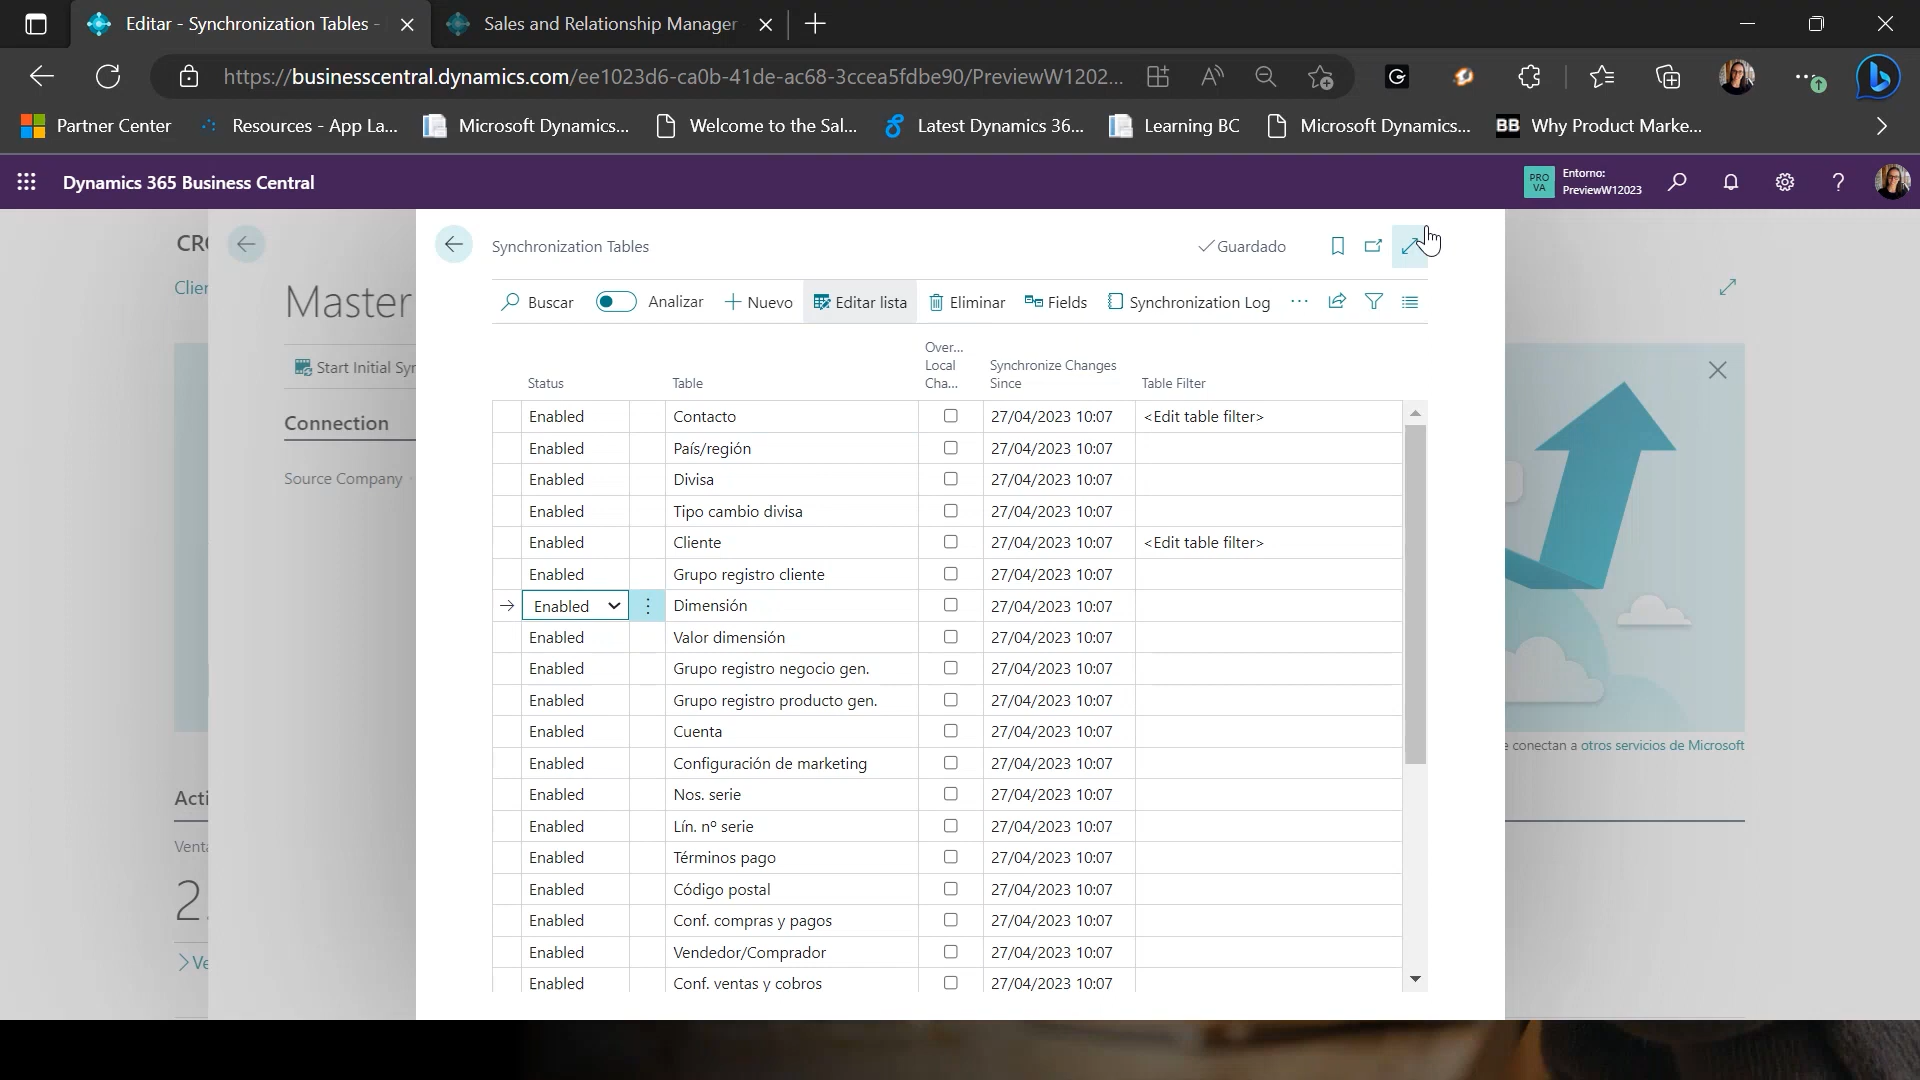 Editar - Synchronization Tables -
Sales and Relationship Manager
https://businesscentral.dynamics.com/ee1023d6-ca0b-41de-ac68-3ccea5fdbe90/PreviewW1202...
Partner Center
Resources - App La...
Microsoft Dynamics...
Welcome to the Sal...
Latest Dynamics 36...
Learning BC
Microsoft Dynamics...
BB
Why Product Marke...
Dynamics 365 Business Central
PRO
VA
Entorno:
PreviewW12023
Clier
Master
Start Initial Syn
Connection
Source Company
Acti
Venta
2.
Ve
Synchronization Tables
Guardado
Buscar
Analizar
Nuevo
Editar lista
Eliminar
Fields
Synchronization Log
Status
Table
Over...
Local
Cha...
Synchronize Changes
Since
Table Filter
Enabled Contacto 27/04/2023 10:07 <Edit table filter>
Enabled País/región 27/04/2023 10:07
Enabled Divisa 27/04/2023 10:07
Enabled Tipo cambio divisa 27/04/2023 10:07
Enabled Cliente 27/04/2023 10:07 <Edit table filter>
Enabled Grupo registro cliente 27/04/2023 10:07
Enabled Dimensión 27/04/2023 10:07
Enabled Valor dimensión 27/04/2023 10:07
Enabled Grupo registro negocio gen. 27/04/2023 10:07
Enabled Grupo registro producto gen. 27/04/2023 10:07
Enabled Cuenta 27/04/2023 10:07
Enabled Configuración de marketing 27/04/2023 10:07
Enabled Nos. serie 27/04/2023 10:07
Enabled Lín. nº serie 27/04/2023 10:07
Enabled Términos pago 27/04/2023 10:07
Enabled Código postal 27/04/2023 10:07
Enabled Conf. compras y pagos 27/04/2023 10:07
Enabled Vendedor/Comprador 27/04/2023 10:07
Enabled Conf. ventas y cobros 27/04/2023 10:07
e conectan a otros servicios de Microsoft